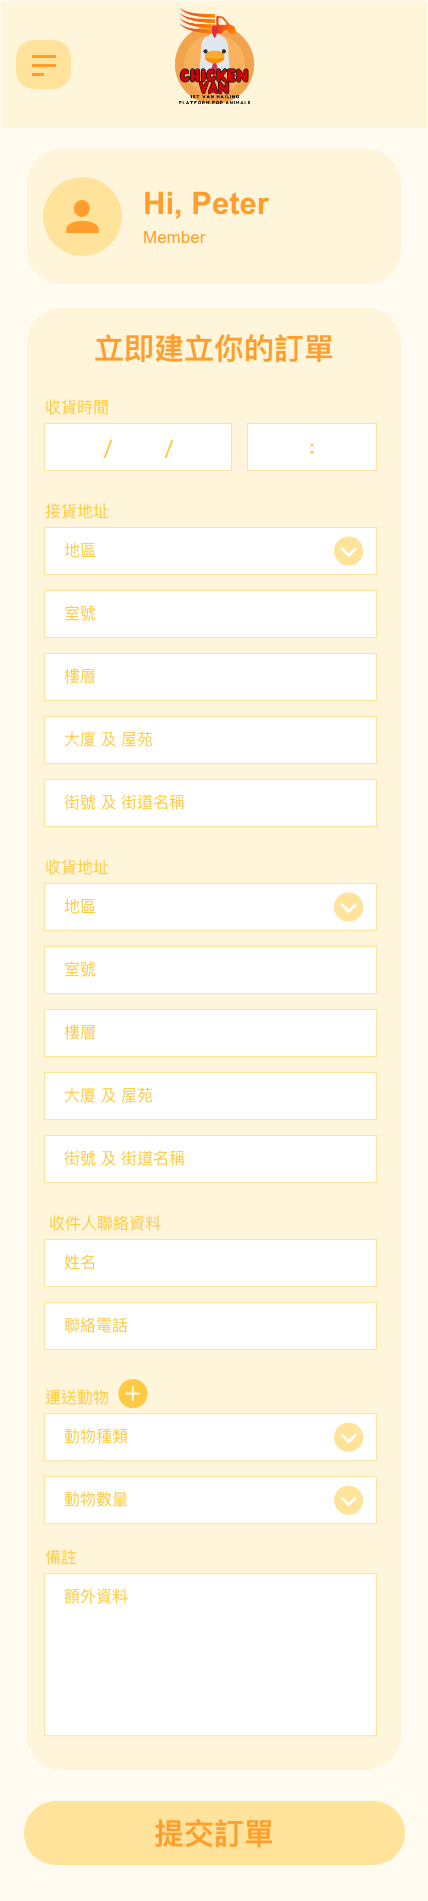 CHICKEN
VAN
1ST VAN HAILING
PLATFORM FOR ANIMALS
Hi, Peter
Member
立即建立你的訂單
收貨時間
/ / :
接貨地址
地區
室號
樓層
大廈 及 屋苑
街號 及 街道名稱
收貨地址
地區
室號
樓層
大廈 及 屋苑
街號 及 街道名稱
收件人聯絡資料
姓名
聯絡電話
運送動物
動物種類
動物數量
備註
額外資料
提交訂單